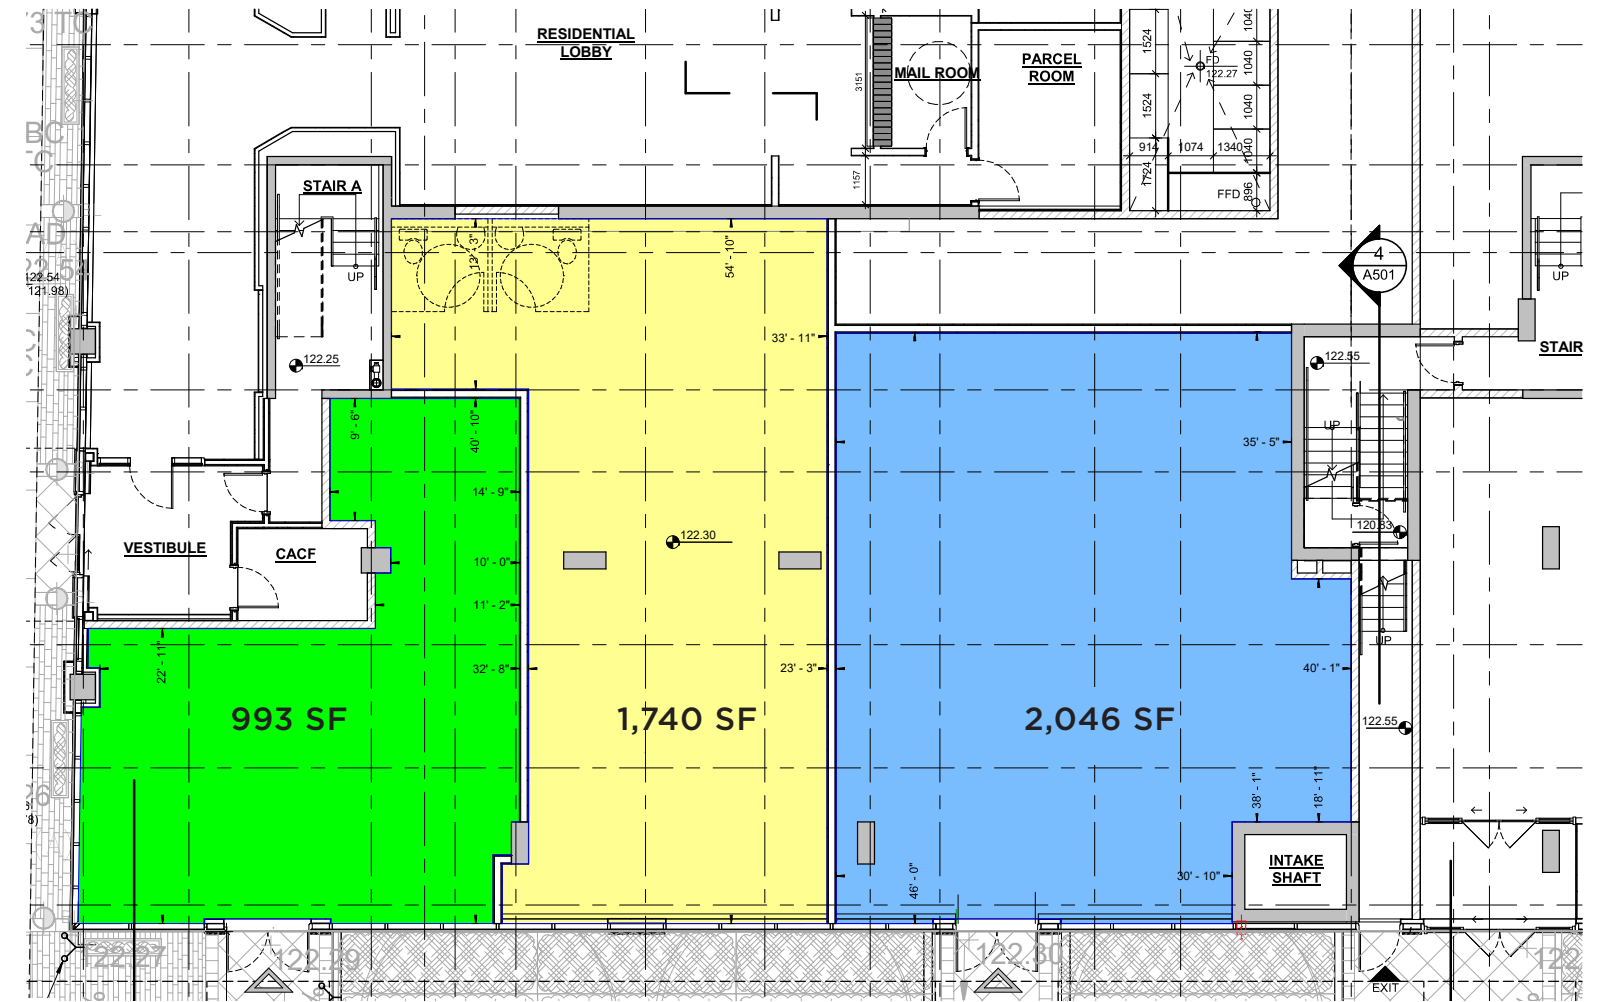 RESIDENTIAL
LOBBY
MAIL ROOM
PARCEL
ROOM
3151
1157
1524
1524
1724
914
1074
1340
1040
1040
1040
1040
896
FD
122.27
FFD
STAIR A
UP
122.25
122.54
121.98)
13' - 3"
54' - 10"
33' - 11"
4
A501
UP
STAIR
122.55
UP
120.83
UP
122.55
9' - 6"
40' - 10"
14' - 9"
35' - 5"
VESTIBULE
CACF
122.30
10' - 0"
11' - 2"
22' - 11"
32' - 8"
23' - 3"
40' - 1"
993 SF
1,740 SF
2,046 SF
38' - 1"
18' - 11"
46' - 0"
30' - 10"
INTAKE
SHAFT
122.27
122.29
122.30
122
EXIT